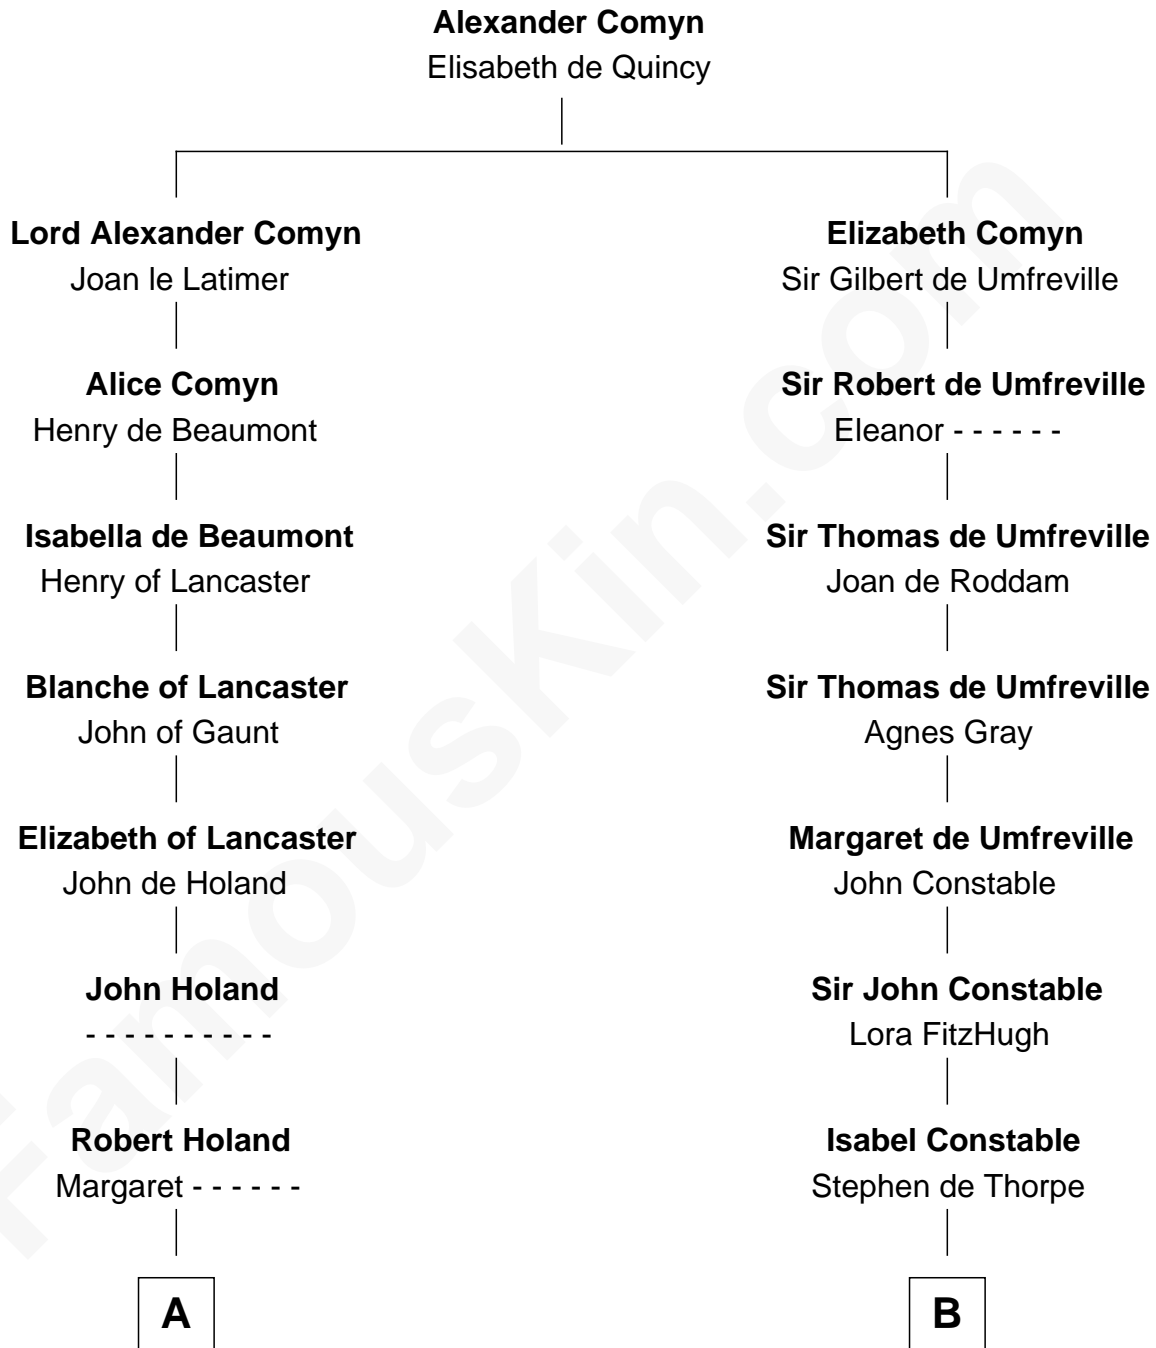 Alexander Comyn
Elisabeth de Quincy
Lord Alexander Comyn
Joan le Latimer
Elizabeth Comyn
Sir Gilbert de Umfreville
Alice Comyn
Henry de Beaumont
Sir Robert de Umfreville
Eleanor - - - - - -
Isabella de Beaumont
Henry of Lancaster
Sir Thomas de Umfreville
Joan de Roddam
Blanche of Lancaster
John of Gaunt
Sir Thomas de Umfreville
Agnes Gray
Elizabeth of Lancaster
John de Holand
Margaret de Umfreville
John Constable
John Holand
- - - - - - - - - -
Sir John Constable
Lora FitzHugh
Robert Holand
Margaret - - - - - -
Isabel Constable
Stephen de Thorpe
A
B
FamousKin.com